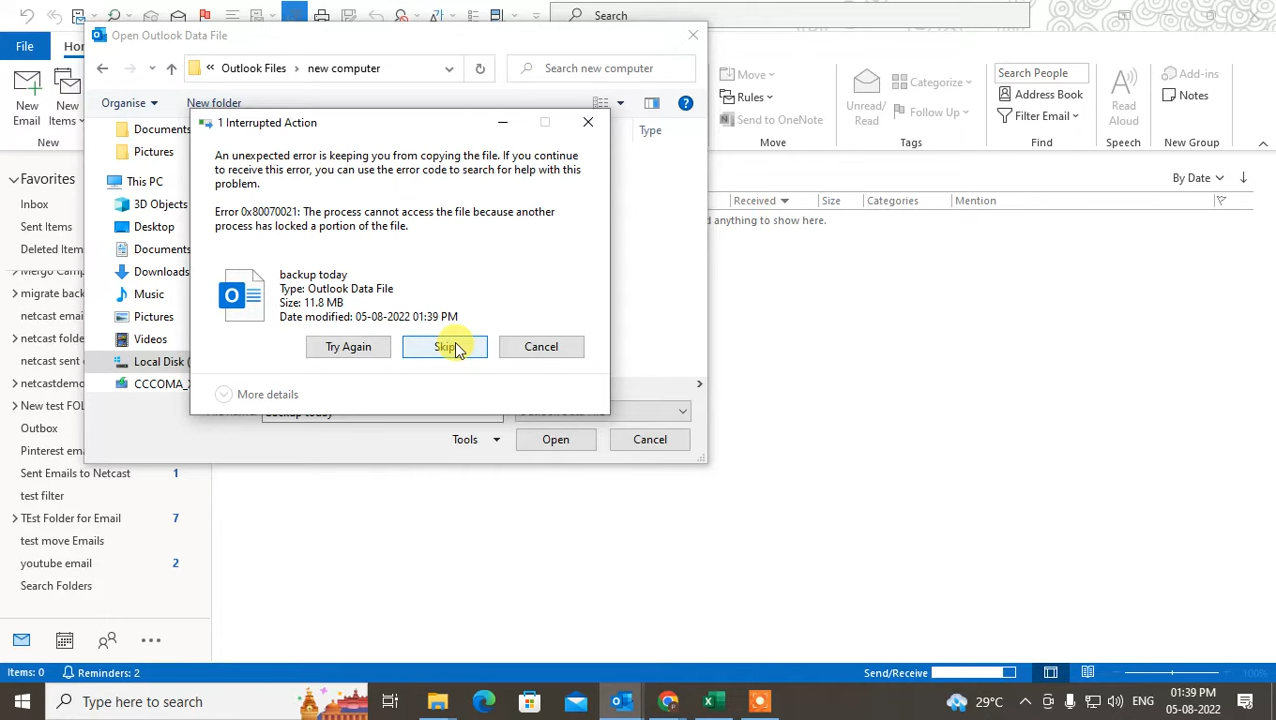 Search
Open Outlook Data File
File
Outlook Files
new computer
Search new computer
Organise
New folder
New
Email
New
Items
New
1 Interrupted Action
Type
An unexpected error is keeping you from copying the file. If you continue
to receive this error, you can use the error code to search for help with this
problem.
Error 0x80070021: The process cannot access the file because another
process has locked a portion of the file.
backup today
Type: Outlook Data File
Size: 11.8 MB
Date modified: 05-08-2022 01:39 PM
Try Again
Skip
Cancel
More details
Tools
Open
Cancel
Documents
Pictures
This PC
3D Objects
Desktop
Documents
Downloads
Music
Pictures
Videos
Local Disk (
CCCOMA_X
Move
Rules
Send to OneNote
Move
Unread/
Read
Categorize
Follow Up
Tags
Search People
Address Book
Filter Email
Find
Read
Aloud
Speech
Add-ins
Notes
New Group
By Date
Received
Size
Categories
Mention
d anything to show here.
Favorites
Inbox
Sent Items
Deleted Item
migrate back
netcast email
netcast folde
netcast sent
netcastdemo
New test FOL
Outbox
Pinterest ema
Sent Emails to Netcast 1
test filter
TEst Folder for Email 7
test move Emails
youtube email 2
Search Folders
Items: 0
Reminders: 2
Send/Receive
100%
Type here to search
29°C
ENG
01:39 PM
05-08-2022